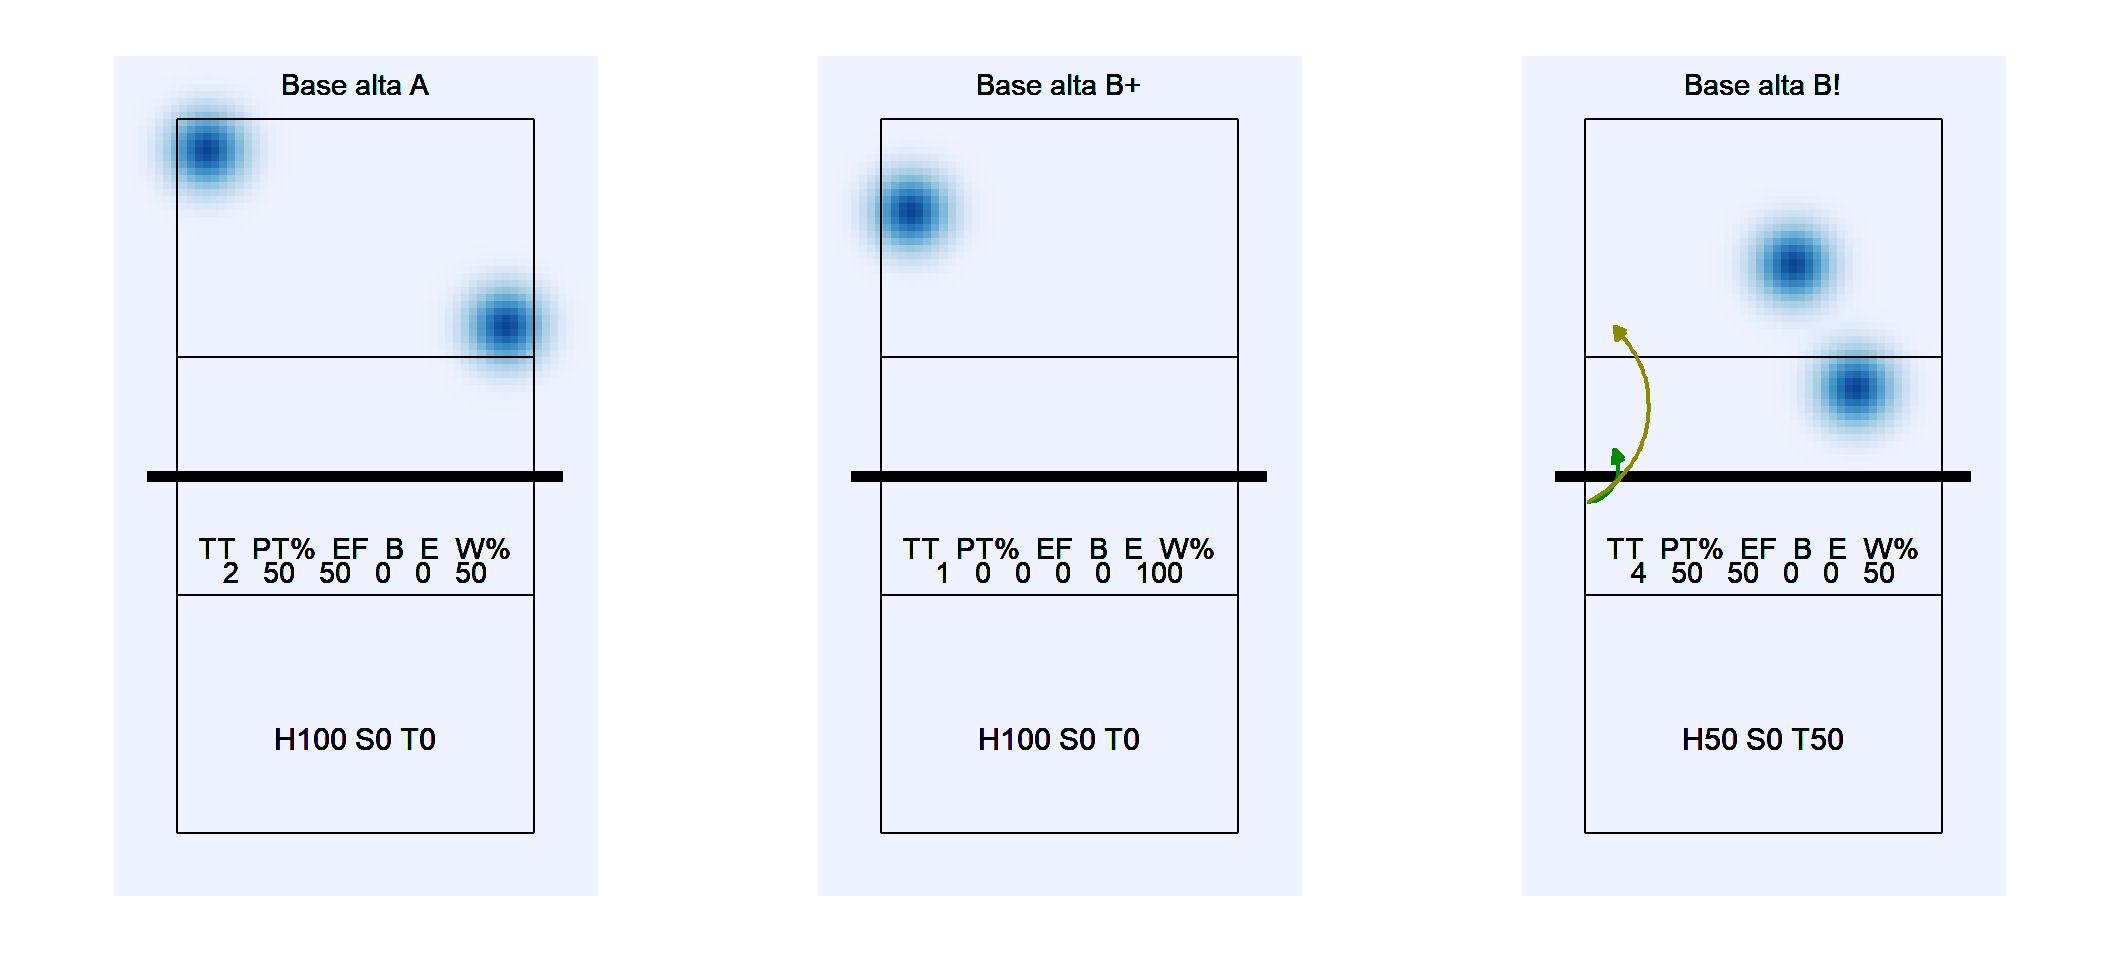 Base alta A
TT PT% EF B E W%
2 50 50 0 0 50
H100 S0 T0
Base alta B+
TT PT% EF B E W%
1 0 0 0 0 100
H100 S0 T0
Base alta B!
TT PT% EF B E W%
4 50 50 0 0 50
H50 S0 T50